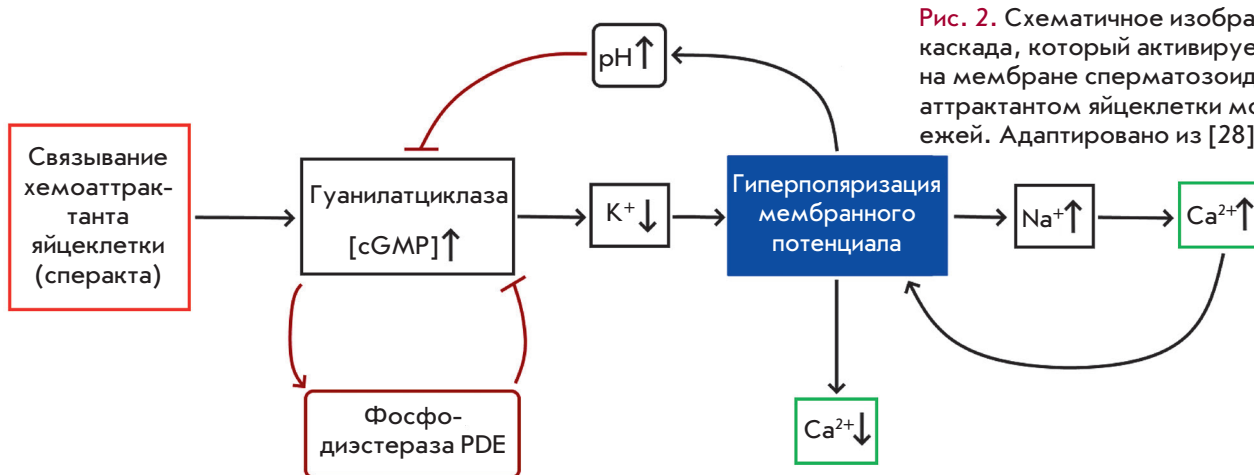 Рис. 2. Схематичное изобра
каскада, который активируе
на мембране сперматозоид
аттрактантом яйцеклетки мо
ежей. Адаптировано из [28]
pH↑
Связывание
хемоаттрак-
танта
яйцеклетки
(сперакта)
Гуанилатциклаза
[cGMP]↑
K⁺↓
Гиперполяризация
мембранного
потенциала
Na⁺↑
Ca²⁺↑
Фосфо-
диэстераза PDE
Ca²⁺↓